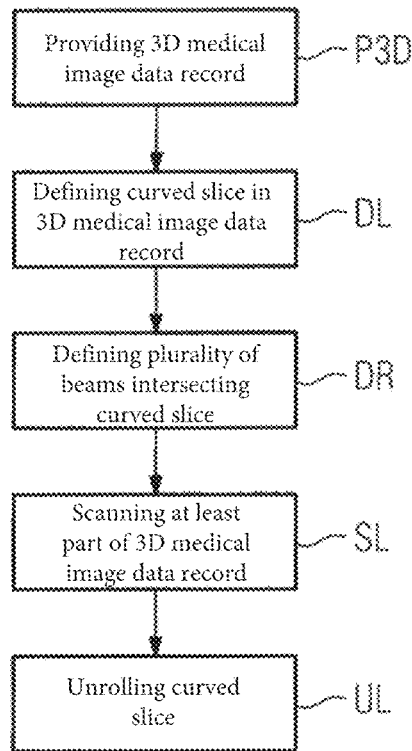 Providing 3D medical
image data record
P3D
Defining curved slice in
3D medical image data
record
DL
Defining plurality of
beams intersecting
curved slice
DR
Scanning at least
part of 3D medical
image data record
SL
Unrolling curved
slice
UL